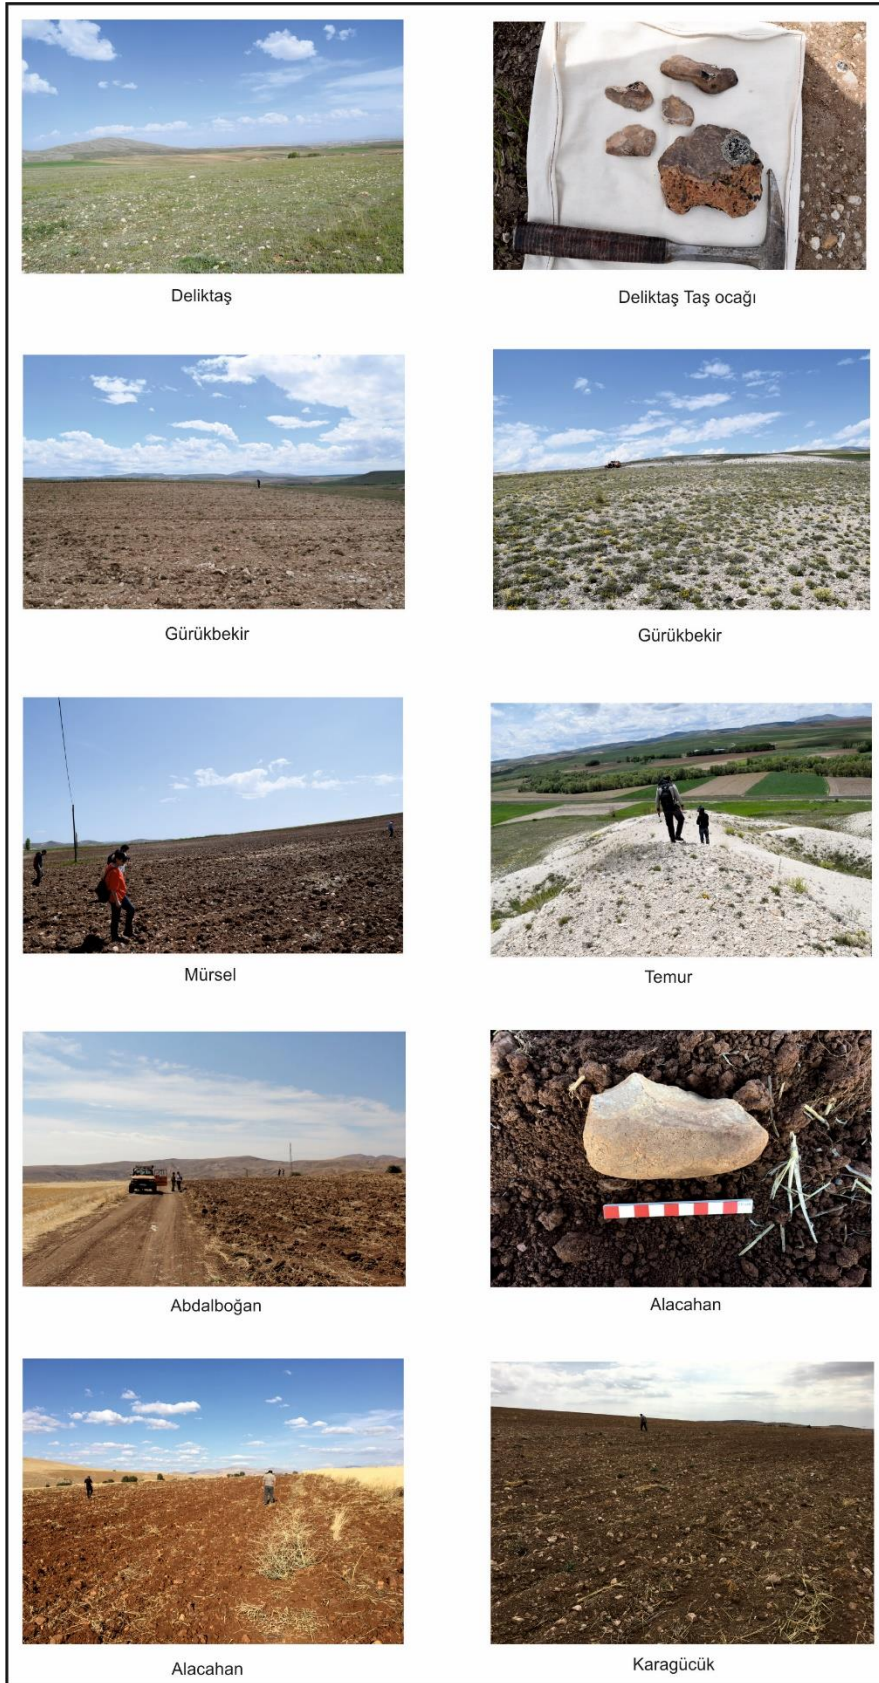 Deliktaş
Deliktaş Taş ocağı
Gürükbekir
Gürükbekir
Mürsel
Temur
Abdalboğan
Alacahan
Alacahan
Karagücük